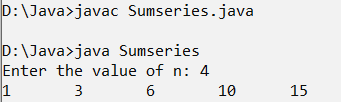 D:\Java>javac Sumseries.java
D:\Java>java Sumseries
Enter the value of n: 4
1 3 6 10 15